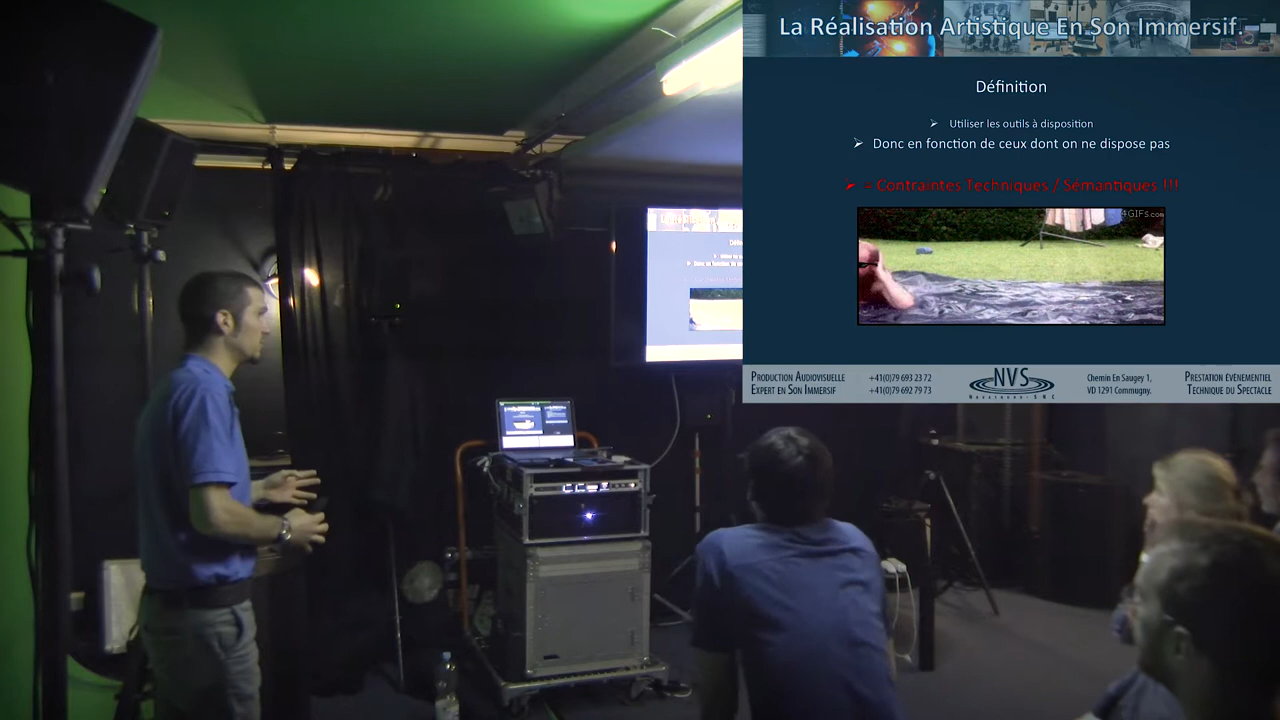 La Réalisation Artistique En Son Immersif.
Définition
➢ Utiliser les outils à disposition
➢ Donc en fonction de ceux dont on ne dispose pas
➢ = Contraintes Techniques / Sémantiques !!!
4GIFs.com
Production Audiovisuelle
Expert en Son Immersif
+41(0)79 693 23 72
+41(0)79 692 79 73
NVS
Chemin En Saugey 1,
VD 1291 Commugny.
Prestation événementiel
Technique du Spectacle